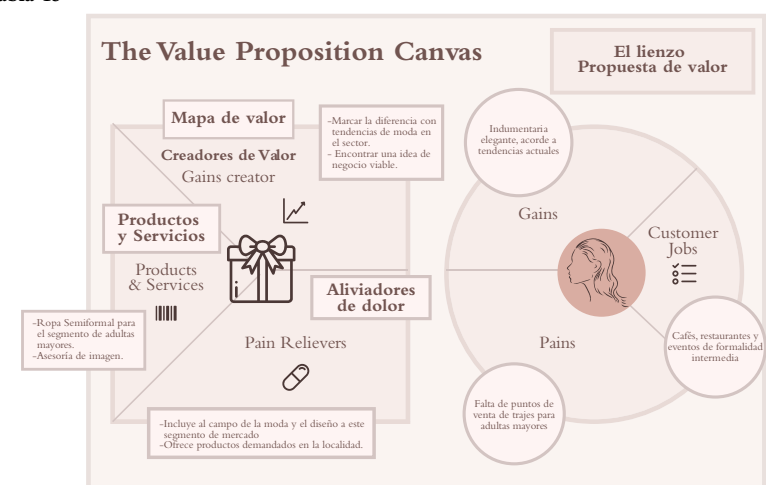 The Value Proposition Canvas
El lienzo
Propuesta de valor
Mapa de valor
-Marcar la diferencia con
tendencias de moda en
el sector.
- Encontrar una idea de
negocio viable.
Creadores de Valor
Gains creator
Productos
y Servicios
Products
& Services
-Ropa Semiformal para
el segmento de adultas
mayores.
-Asesoría de imagen.
Aliviadores
de dolor
Pain Relievers
-Incluye al campo de la moda y el diseño a este
segmento de mercado
-Ofrece productos demandados en la localidad.
Indumentaria
elegante, acorde a
tendencias actuales
Gains
Customer
Jobs
Cafés, restaurantes y
eventos de formalidad
intermedia
Pains
Falta de puntos de
venta de trajes para
adultas mayores